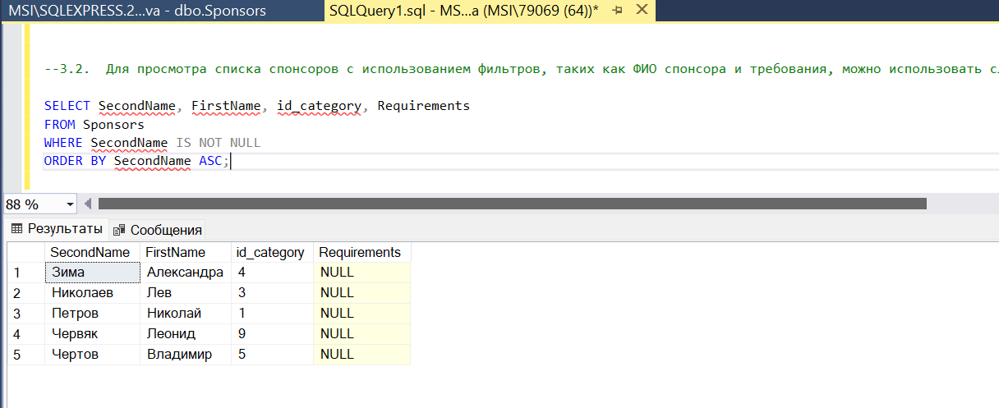 MSI\SQLEXPRESS.2...va - dbo.Sponsors
SQLQuery1.sql - MS...a (MSI\79069 (64))*
--3.2.  Для просмотра списка спонсоров с использованием фильтров, таких как ФИО спонсора и требования, можно использовать
SELECT SecondName, FirstName, id_category, Requirements
FROM Sponsors
WHERE SecondName IS NOT NULL
ORDER BY SecondName ASC;
88 %
Результаты Сообщения
SecondName FirstName id_category Requirements
1 Зима Александра 4 NULL
2 Николаев Лев 3 NULL
3 Петров Николай 1 NULL
4 Червяк Леонид 9 NULL
5 Чертов Владимир 5 NULL